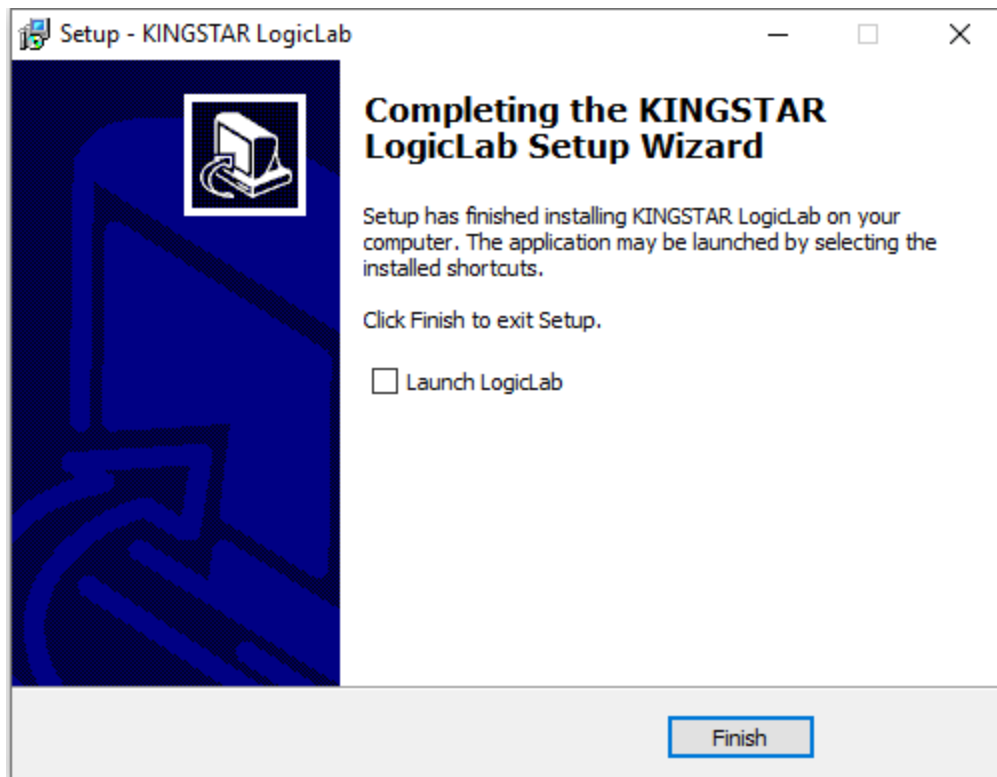 Setup - KINGSTAR LogicLab
Completing the KINGSTAR
LogicLab Setup Wizard
Setup has finished installing KINGSTAR LogicLab on your
computer. The application may be launched by selecting the
installed shortcuts.
Click Finish to exit Setup.
Launch LogicLab
Finish